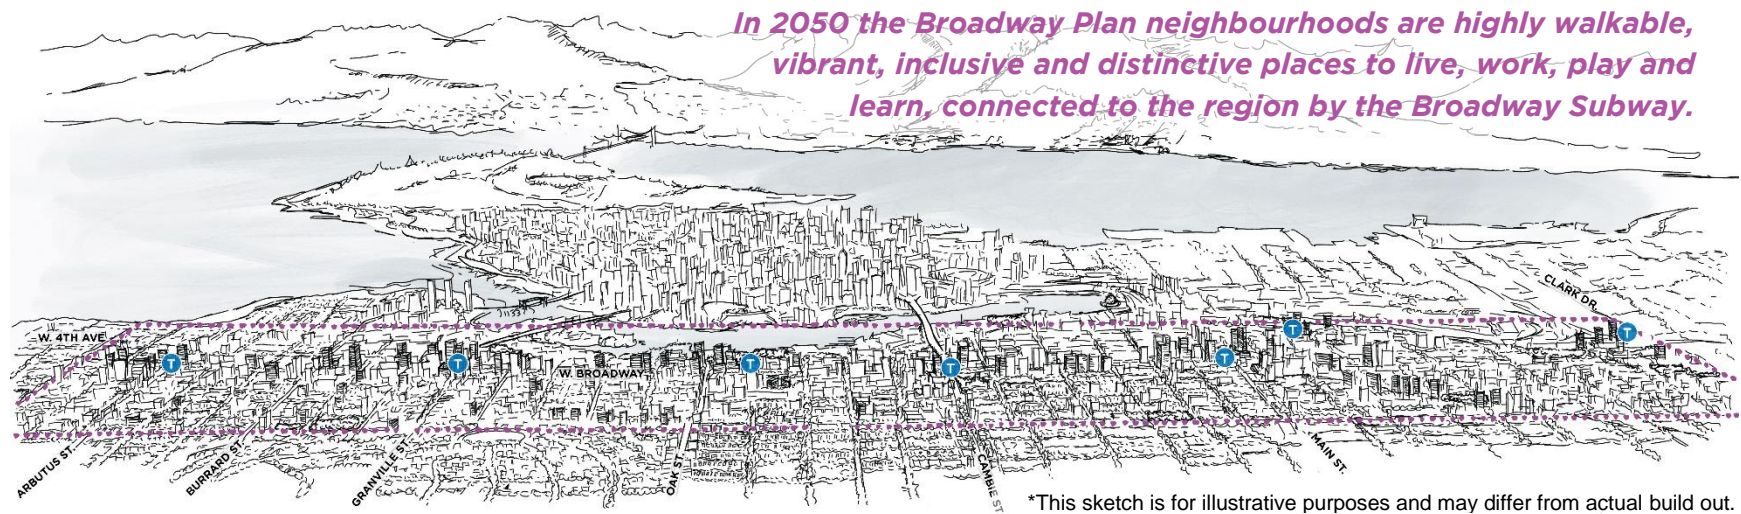 In 2050 the Broadway Plan neighbourhoods are highly walkable,
vibrant, inclusive and distinctive places to live, work, play and
learn, connected to the region by the Broadway Subway.
CLARK DR.
W. 4TH AVE
T
T
T
T
T
T
T
W. BROADWAY
ARBUTUS ST.
BURRARD ST.
GRANVILLE ST.
OAK ST.
CAMBIE ST
MAIN ST.
*This sketch is for illustrative purposes and may differ from actual build out.